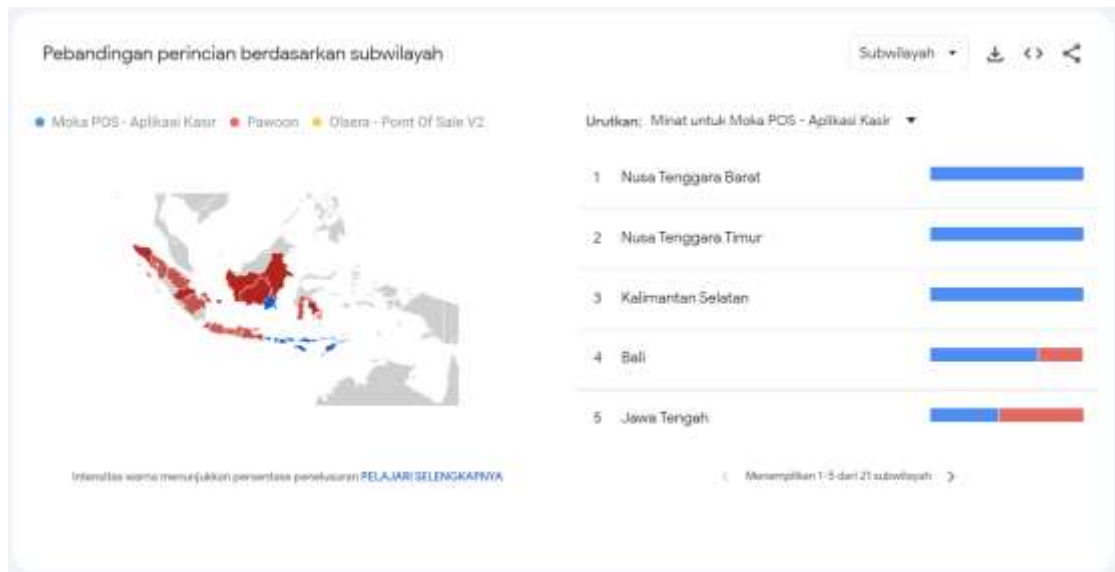 Pebandingan perincian berdasarkan subwilayah
Subwilayah
Moka POS - Aplikasi Kasir Pawoon Olsera - Point Of Sale V2
Urutkan: Minat untuk Moka POS - Aplikasi Kasir
1 Nusa Tenggara Barat
2 Nusa Tenggara Timur
3 Kalimantan Selatan
4 Bali
5 Jawa Tengah
Intensitas warna menunjukkan persentase penelusuran PELAJARI SELENGKAPNYA
Menampilkan 1-5 dari 21 subwilayah